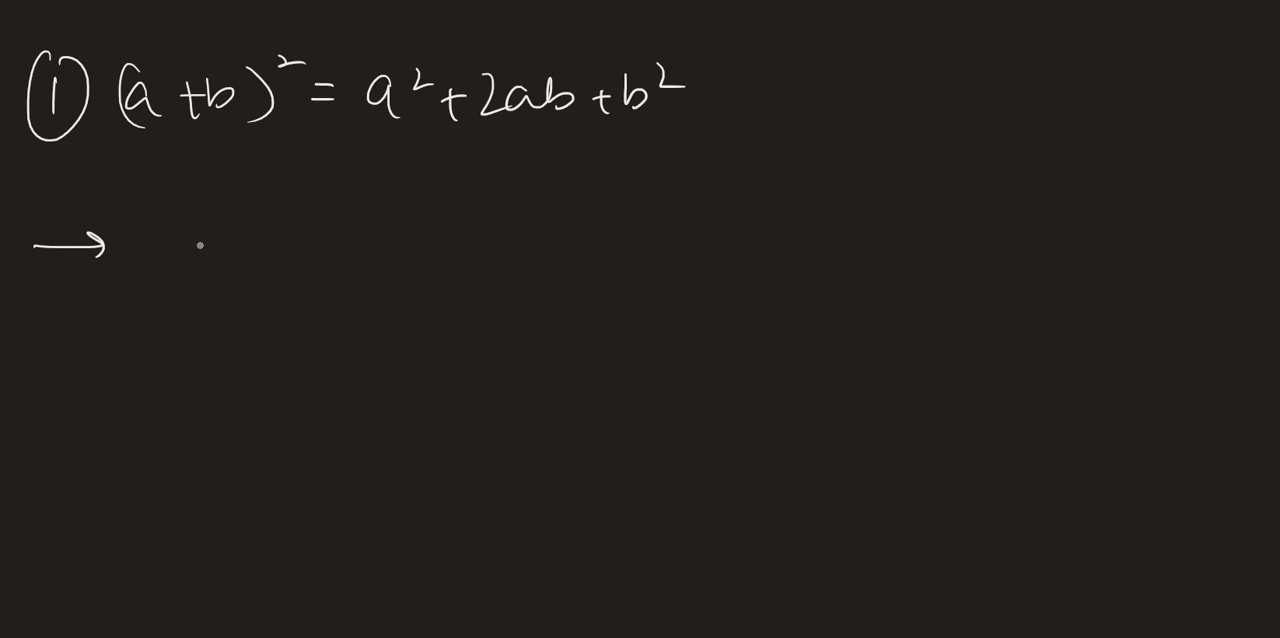 ① (a+b)² = a²+2ab+b²
→